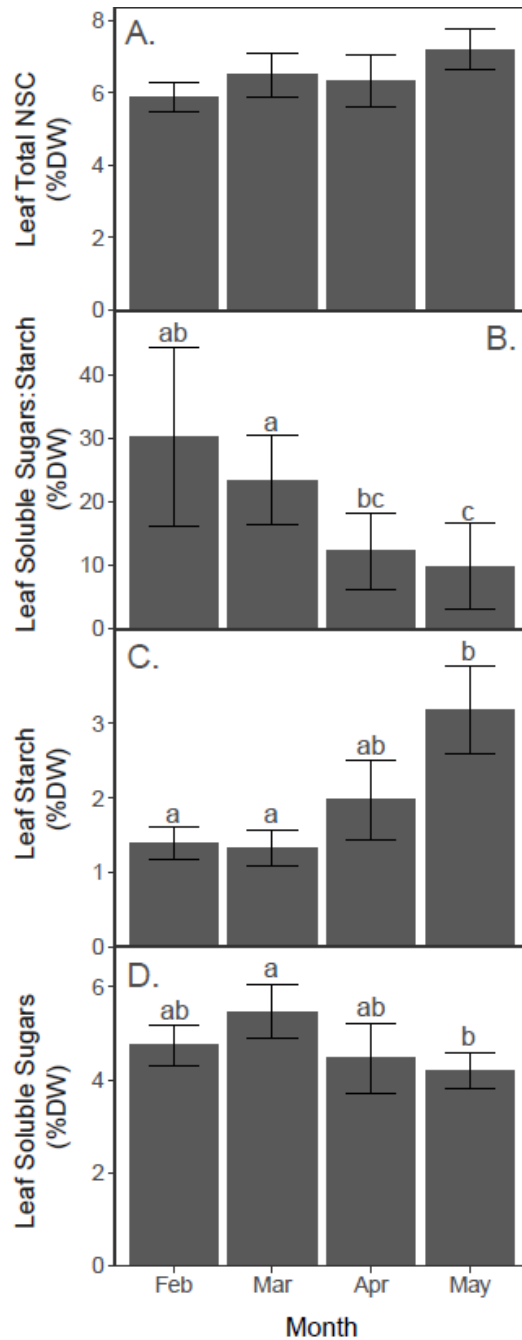 A.
Leaf Total NSC
(%DW)
8
6
4
2
0
B.
Leaf Soluble Sugars:Starch
(%DW)
40
30
20
10
0
ab
a
bc
c
C.
Leaf Starch
(%DW)
3
2
1
0
a
a
ab
b
D.
Leaf Soluble Sugars
(%DW)
6
4
2
0
ab
a
ab
b
Feb Mar Apr May
Month